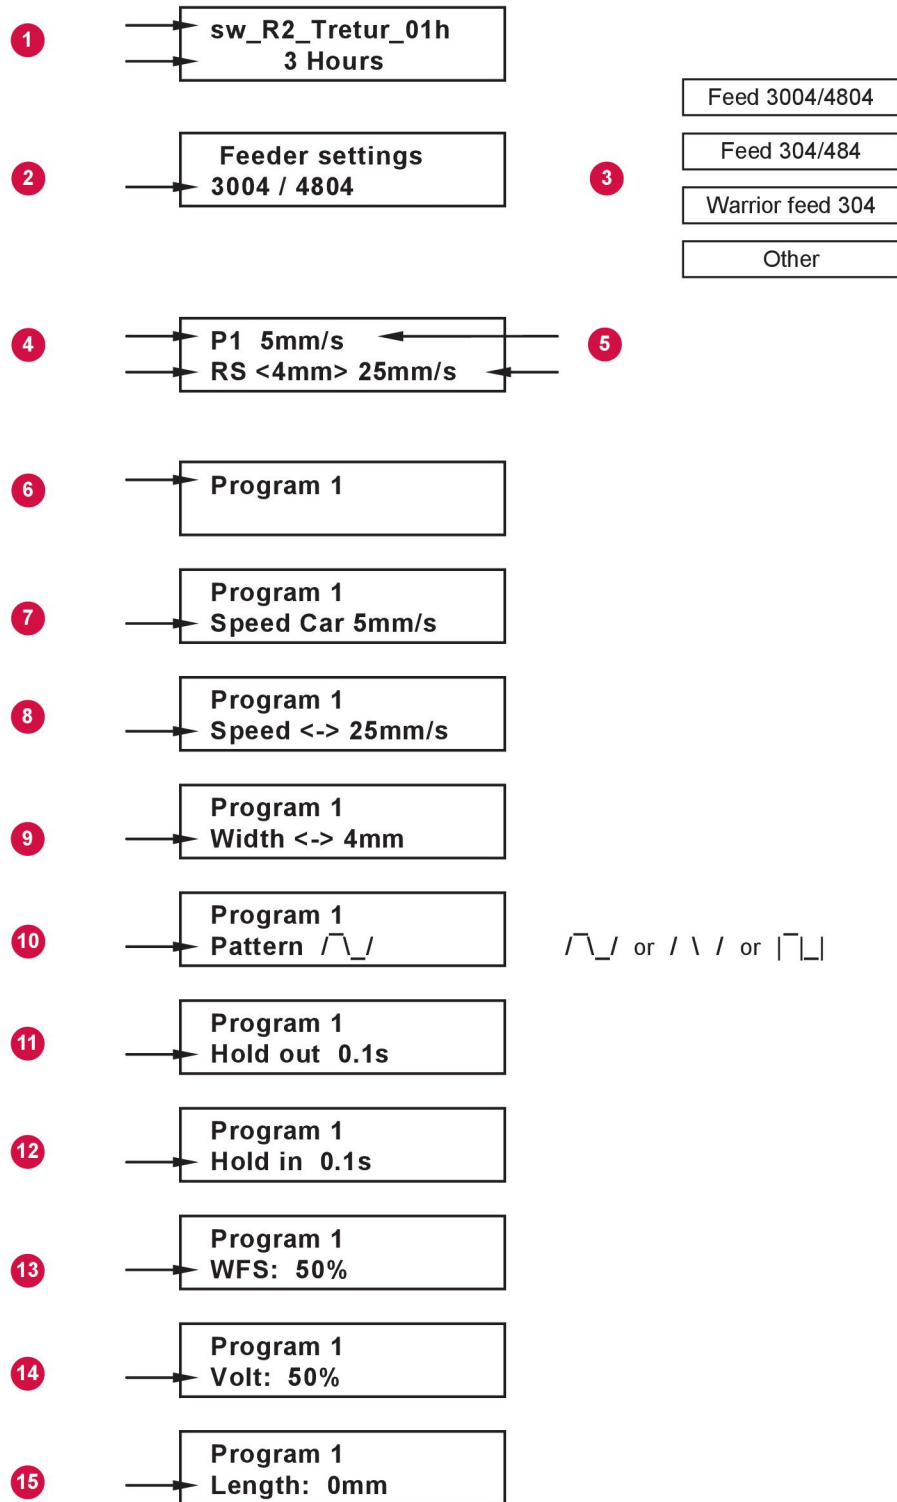 1
sw_R2_Tretur_01h
3 Hours
2
Feeder settings
3004 / 4804
3
Feed 3004/4804
Feed 304/484
Warrior feed 304
Other
4
P1 5mm/s
RS <4mm> 25mm/s
5
6
Program 1
7
Program 1
Speed Car 5mm/s
8
Program 1
Speed <-> 25mm/s
9
Program 1
Width <-> 4mm
10
Program 1
Pattern /‾\_/
/‾\_/ or / \ / or |‾|_|
11
Program 1
Hold out 0.1s
12
Program 1
Hold in 0.1s
13
Program 1
WFS: 50%
14
Program 1
Volt: 50%
15
Program 1
Length: 0mm